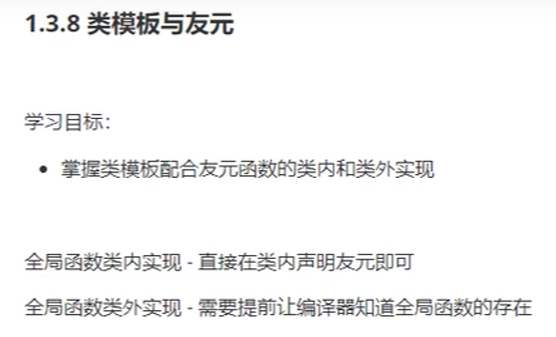 1.3.8 类模板与友元
学习目标：
• 掌握类模板配合友元函数的类内和类外实现
全局函数类内实现 - 直接在类内声明友元即可
全局函数类外实现 - 需要提前让编译器知道全局函数的存在